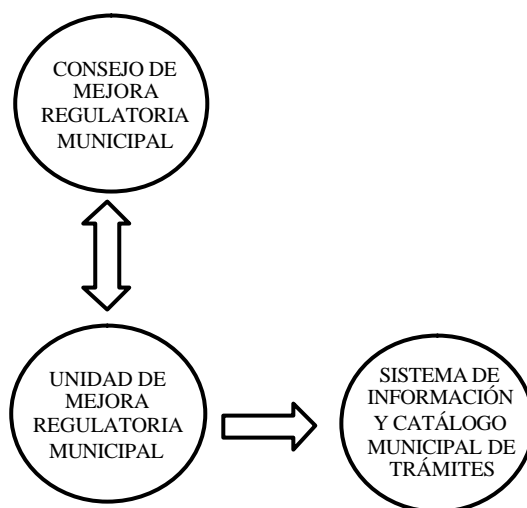 CONSEJO DE
MEJORA
REGULATORIA
MUNICIPAL
UNIDAD DE
MEJORA
REGULATORIA
MUNICIPAL
SISTEMA DE
INFORMACIÓN
Y CATÁLOGO
MUNICIPAL DE
TRÁMITES